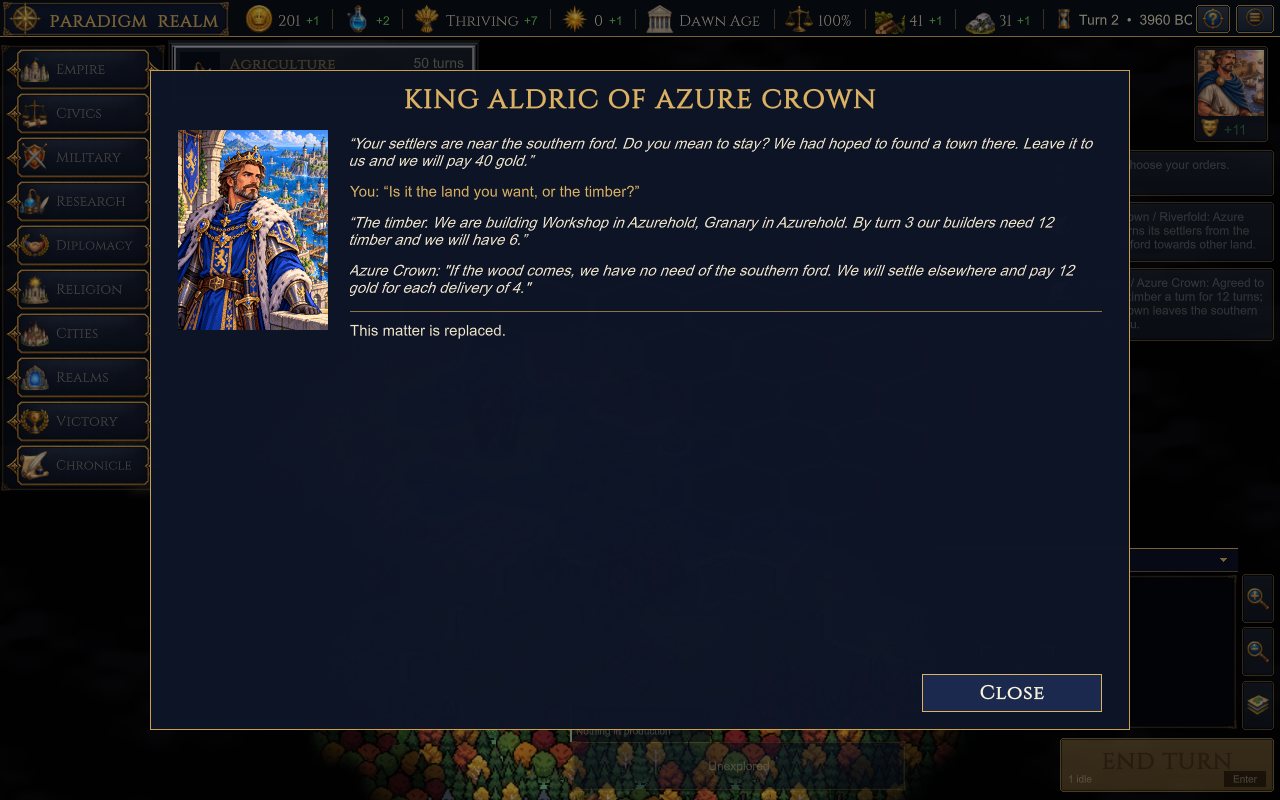 PARADIGM REALM
201 +1
+2
THRIVING +7
0 +1
DAWN AGE
100%
41 +1
31 +1
Turn 2 • 3960 BC
EMPIRE
CIVICS
MILITARY
RESEARCH
DIPLOMACY
RELIGION
CITIES
REALMS
VICTORY
CHRONICLE
AGRICULTURE
50 turns
+11
KING ALDRIC OF AZURE CROWN
“Your settlers are near the southern ford. Do you mean to stay? We had hoped to found a town there. Leave it to
us and we will pay 40 gold.”
You: “Is it the land you want, or the timber?”
“The timber. We are building Workshop in Azurehold, Granary in Azurehold. By turn 3 our builders need 12
timber and we will have 6.”
Azure Crown: "If the wood comes, we have no need of the southern ford. We will settle elsewhere and pay 12
gold for each delivery of 4."
This matter is replaced.
CLOSE
hoose your orders.
own / Riverfold: Azure
rns its settlers from the
ford towards other land.
/ Azure Crown: Agreed to
timber a turn for 12 turns;
own leaves the southern
u.
Nothing is production
Unexplored
END TURN
1 idle
Enter